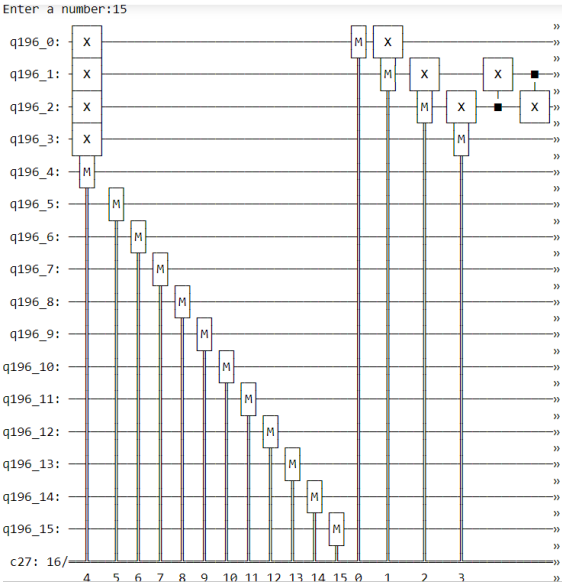 Enter a number:15
»
q196_0: X M X »
q196_1: X M X X »
q196_2: X M X X »
q196_3: X M »
q196_4: M »
q196_5: M »
q196_6: M »
q196_7: M »
q196_8: M »
q196_9: M »
q196_10: M »
q196_11: M »
q196_12: M »
q196_13: M »
q196_14: M »
q196_15: M »
c27: 16/ »
4 5 6 7 8 9 10 11 12 13 14 15 0 1 2 3 »